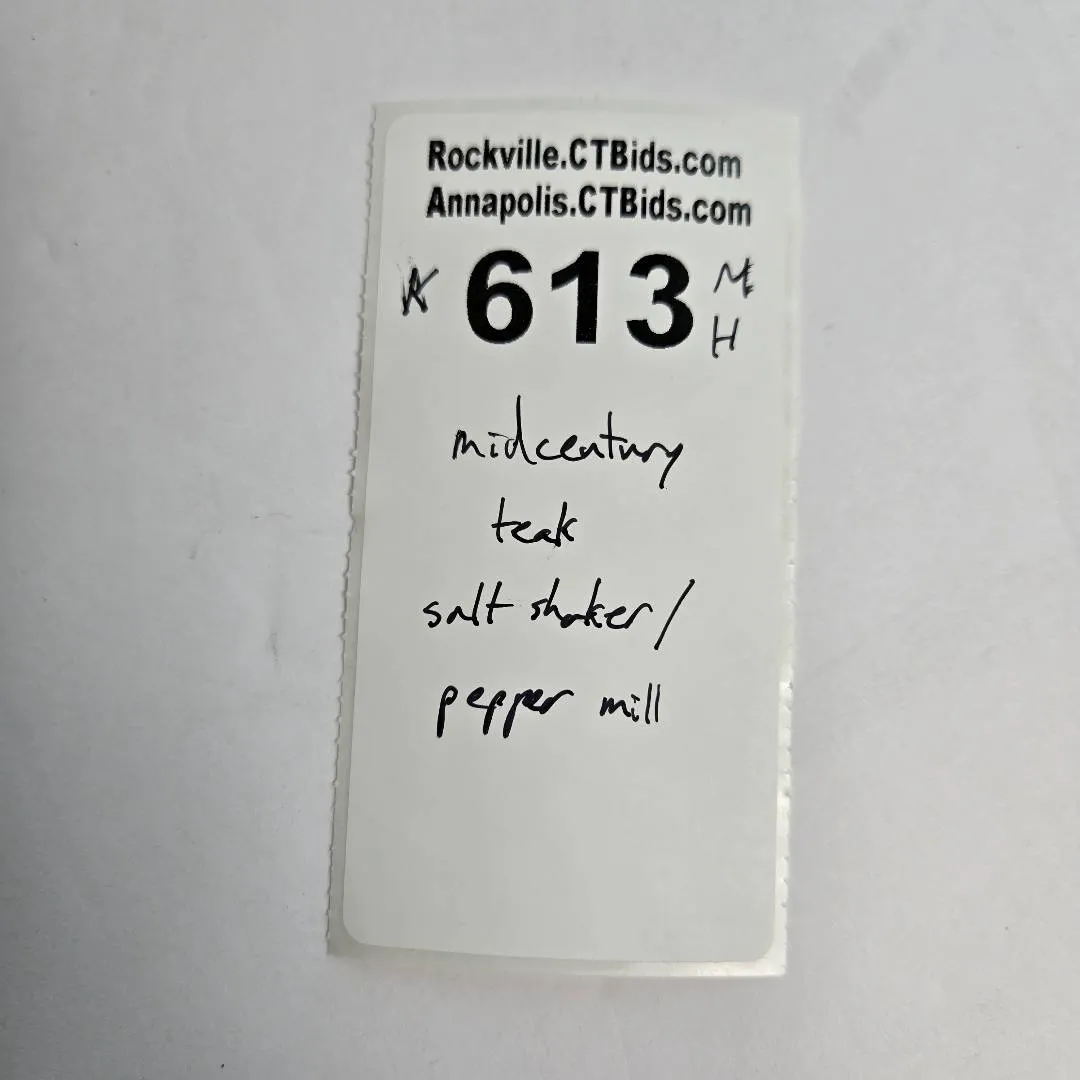 Rockville.CTBids.com
Annapolis.CTBids.com
613 M
H
midcentury
teak
salt shaker/
pepper mill